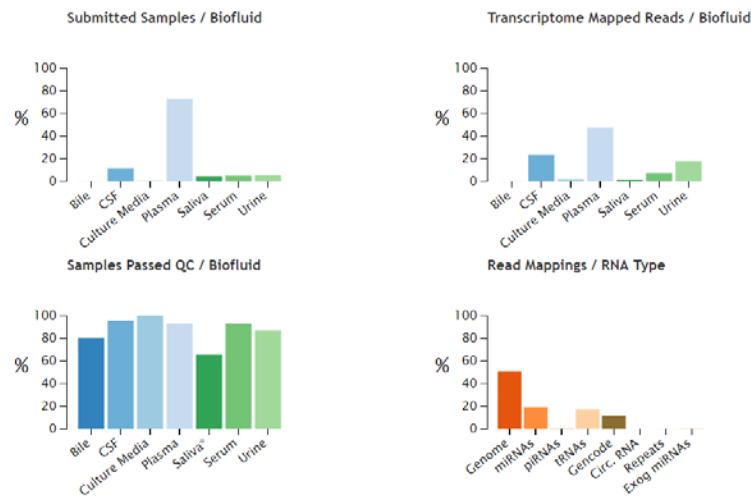 Submitted Samples / Biofluid
100
80
60
40
20
0
%
Bile
CSF
Culture Media
Plasma
Saliva
Serum
Urine
Transcriptome Mapped Reads / Biofluid
100
80
60
40
20
0
%
Bile
CSF
Culture Media
Plasma
Saliva
Serum
Urine
Samples Passed QC / Biofluid
100
80
60
40
20
0
%
Bile
CSF
Culture Media
Plasma
Saliva*
Serum
Urine
Read Mappings / RNA Type
100
80
60
40
20
0
%
Genome
miRNAs
piRNAs
tRNAs
Gencode
Circ. RNA
Repeats
Exog miRNAs